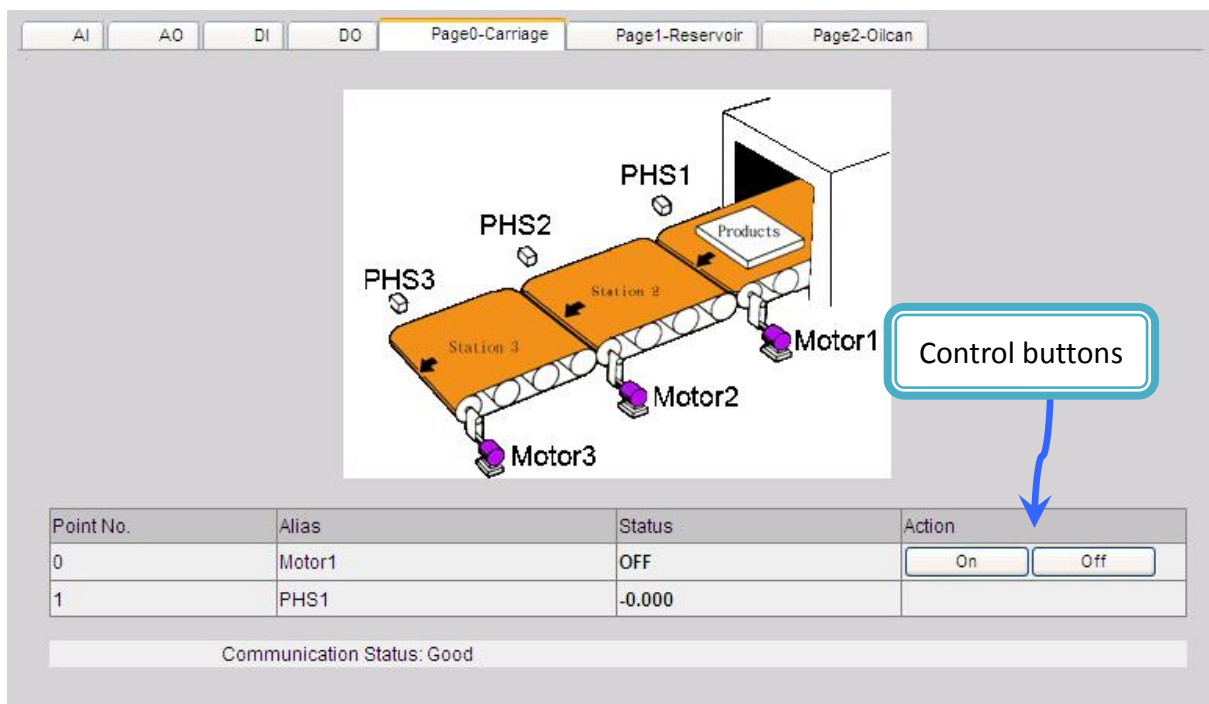 AI AO DI DO Page0-Carriage Page1-Reservoir Page2-Oilcan
PHS1
PHS2
Products
PHS3
Station 2
Station 3
Motor1
Control buttons
Motor2
Motor3
Point No. Alias Status Action
0 Motor1 OFF On Off
1 PHS1 -0.000
Communication Status: Good